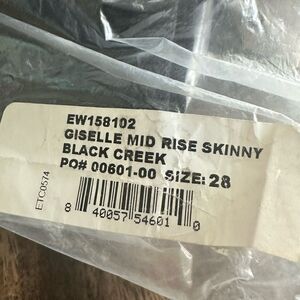 EW158102
GISELLE MID RISE SKINNY
BLACK CREEK
PO# 00601-00 SIZE: 28
ETC0574
8 40057 54601 0